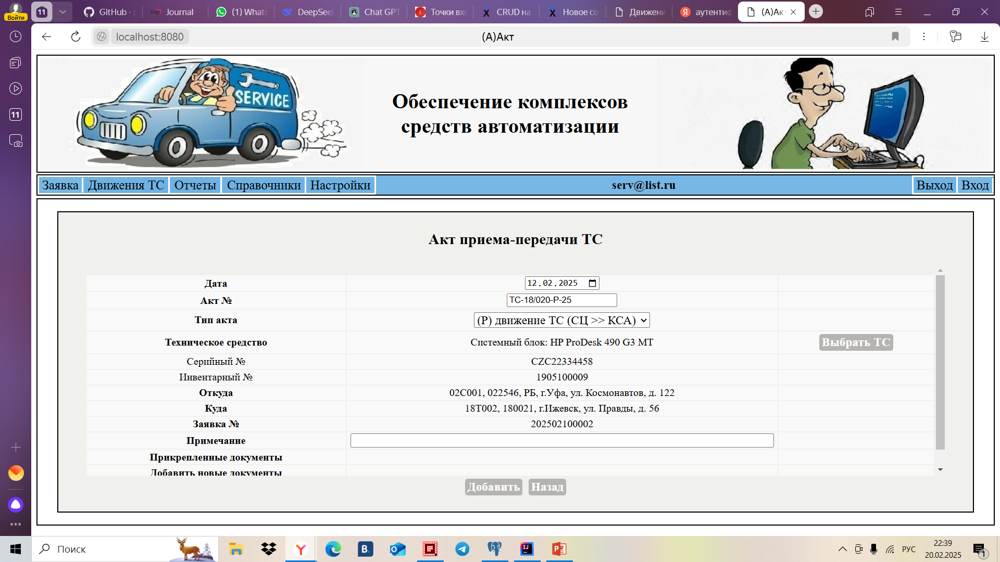 Войти
11
GitHub -
Journal
(1) Whats
DeepSeek
Chat GPT
Точки вхо
CRUD на
Новое со
Движени
аутентиф
(А)Ак
localhost:8080
(А)Акт
11
SERVICE
Обеспечение комплексов
средств автоматизации
Заявка
Движения ТС
Отчеты
Справочники
Настройки
serv@list.ru
Выход
Вход
Акт приема-передачи ТС
Дата
12.02.2025
Акт №
ТС-18/020-Р-25
Тип акта
(Р) движение ТС (СЦ >> КСА)
Техническое средство
Системный блок: HP ProDesk 490 G3 MT
Выбрать ТС
Серийный №
CZC22334458
Инвентарный №
1905100009
Откуда
02С001, 022546, РБ, г.Уфа, ул. Космонавтов, д. 122
Куда
18Т002, 180021, г.Ижевск, ул. Правды, д. 56
Заявка №
202502100002
Примечание
Прикрепленные документы
Добавить новые документы
Добавить
Назад
Поиск
B.
IJ
РУС
22:39
20.02.2025
1